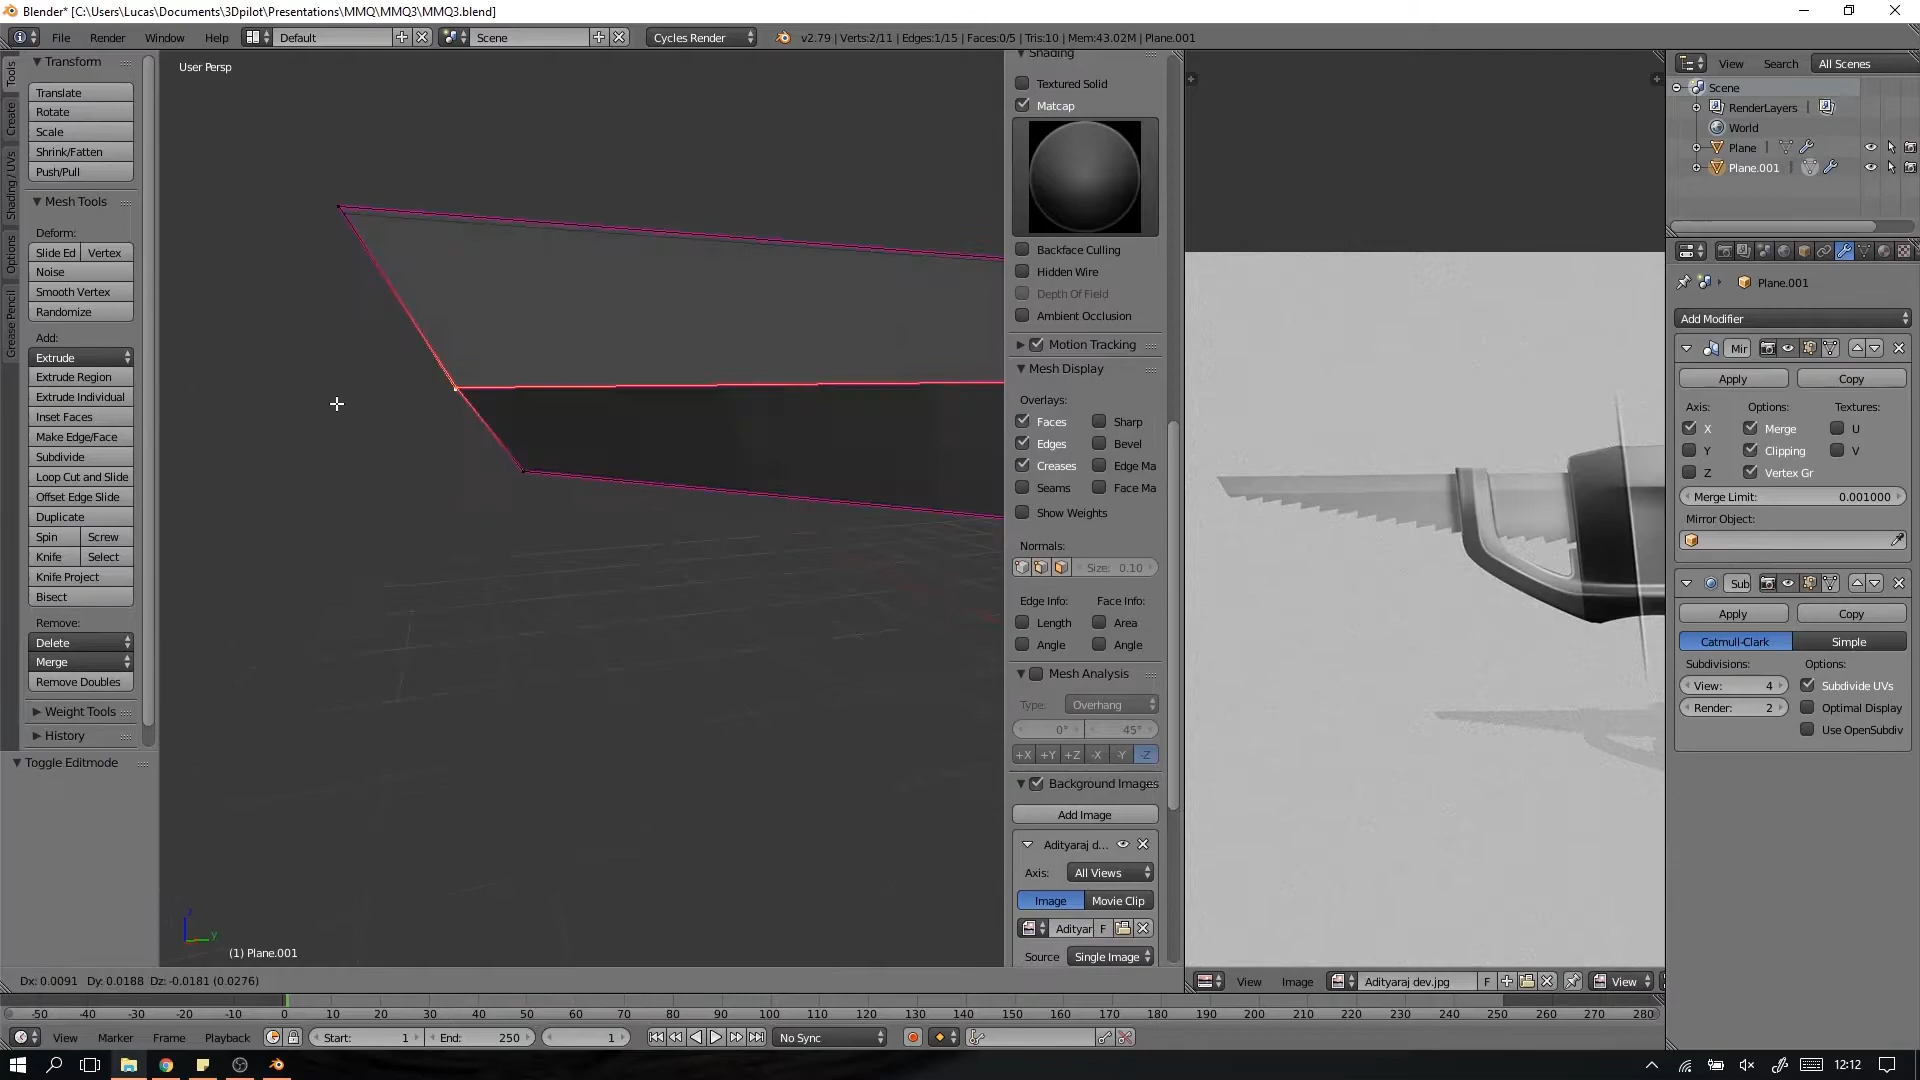 Blender* [C:\Users\Lucas\Documents\3Dpilot\Presentations\MMQ\MMQ3\MMQ3.blend]
File Render Window Help Default Scene Cycles Render v2.79 | Verts:2/11 | Edges:1/15 | Faces:0/5 | Tris:10 | Mem:43.02M | Plane.001
Tools
Create
Shading / UVs
Options
Grease Pencil
Transform
Translate
Rotate
Scale
Shrink/Fatten
Push/Pull
Mesh Tools
Deform:
Slide Ed Vertex
Noise
Smooth Vertex
Randomize
Add:
Extrude
Extrude Region
Extrude Individual
Inset Faces
Make Edge/Face
Subdivide
Loop Cut and Slide
Offset Edge Slide
Duplicate
Spin Screw
Knife Select
Knife Project
Bisect
Remove:
Delete
Merge
Remove Doubles
Weight Tools
History
Toggle Editmode
User Persp
z
y
(1) Plane.001
Dx: 0.0091 Dy: 0.0188 Dz: -0.0181 (0.0276)
Shading
Textured Solid
Matcap
Backface Culling
Hidden Wire
Depth Of Field
Ambient Occlusion
Motion Tracking
Mesh Display
Overlays:
Faces Sharp
Edges Bevel
Creases Edge Ma
Seams Face Ma
Show Weights
Normals:
Size: 0.10
Edge Info: Face Info:
Length Area
Angle Angle
Mesh Analysis
Type: Overhang
0° 45°
+X +Y +Z -X -Y -Z
Background Images
Add Image
Adityaraj d...
Axis: All Views
Image Movie Clip
Adityar F
Source Single Image
View Image Adityaraj dev.jpg F View
View Search All Scenes
Scene
RenderLayers
World
Plane
Plane.001
Plane.001
Add Modifier
Mir
Apply Copy
Axis: Options: Textures:
X Merge U
Y Clipping V
Z Vertex Gr
Merge Limit: 0.001000
Mirror Object:
Sub
Apply Copy
Catmull-Clark Simple
Subdivisions: Options:
View: 4 Subdivide UVs
Render: 2 Optimal Display
Use OpenSubdiv
-50 -40 -30 -20 -10 0 10 20 30 40 50 60 70 80 90 100 110 120 130 140 150 160 170 180 190 200 210 220 230 240 250 260 270 280
View Marker Frame Playback Start: 1 End: 250 1 No Sync
12:12